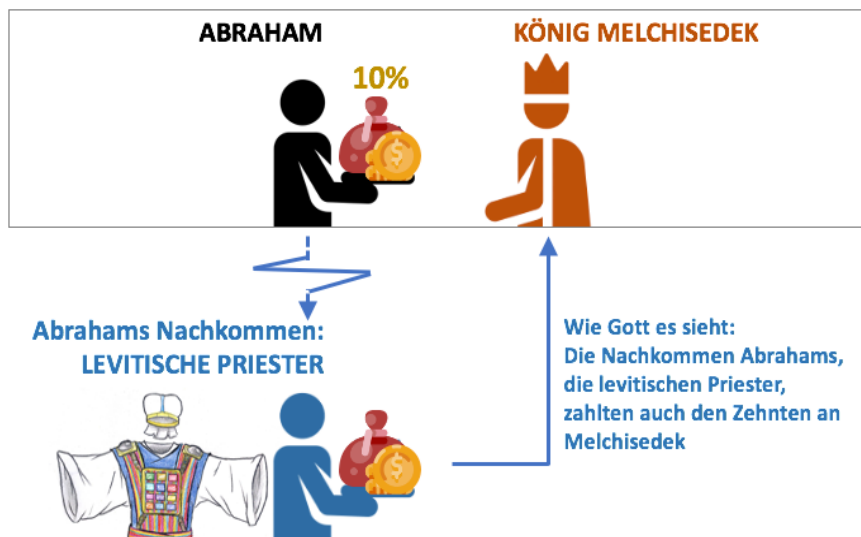 ABRAHAM
KÖNIG MELCHISEDEK
10%
$
Abrahams Nachkommen:
LEVITISCHE PRIESTER
Wie Gott es sieht:
Die Nachkommen Abrahams,
die levitischen Priester,
zahlten auch den Zehnten an
Melchisedek
$